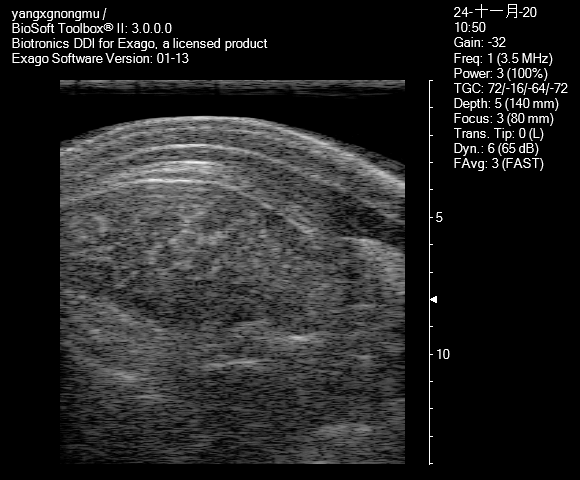 yangxgnongmu /
BioSoft Toolbox® II: 3.0.0.0
Biotronics DDI for Exago, a licensed product
Exago Software Version: 01-13
24-十一月-20
10:50
Gain: -32
Freq: 1 (3.5 MHz)
Power: 3 (100%)
TGC: 72/-16/-64/-72
Depth: 5 (140 mm)
Focus: 3 (80 mm)
Trans. Tip: 0 (L)
Dyn.: 6 (65 dB)
FAvg: 3 (FAST)
5
10